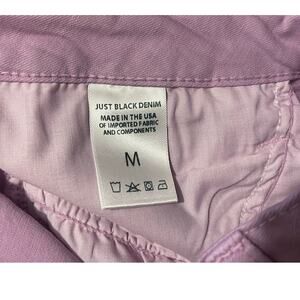 JUST BLACK DENIM
MADE IN THE USA
OF IMPORTED FABRIC
AND COMPONENTS
M